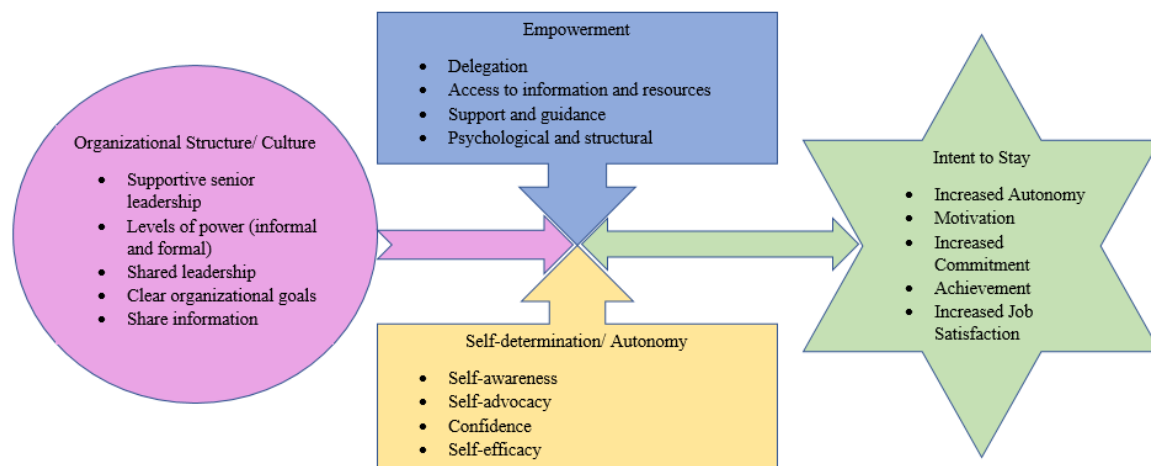 Organizational Structure/ Culture
• Supportive senior
leadership
• Levels of power (informal
and formal)
• Shared leadership
• Clear organizational goals
• Share information
Empowerment
• Delegation
• Access to information and resources
• Support and guidance
• Psychological and structural
Self-determination/ Autonomy
• Self-awareness
• Self-advocacy
• Confidence
• Self-efficacy
Intent to Stay
• Increased Autonomy
• Motivation
• Increased
Commitment
• Achievement
• Increased Job
Satisfaction